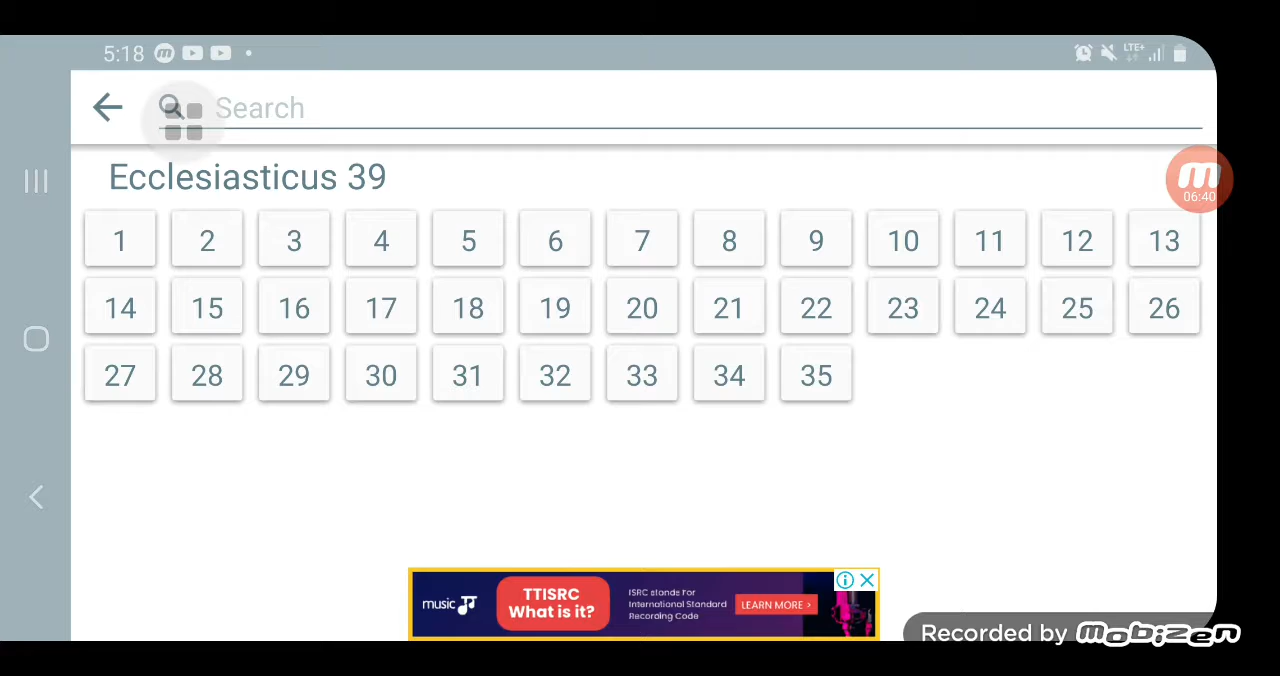 5:18
LTE+
Search
06:40
Ecclesiasticus 39
1 2 3 4 5 6 7 8 9 10 11 12 13
14 15 16 17 18 19 20 21 22 23 24 25 26
27 28 29 30 31 32 33 34 35
music TT
TTISRC
What is it?
ISRC stands For
International Standard
Recording Code
LEARN MORE >
Recorded by mobizen